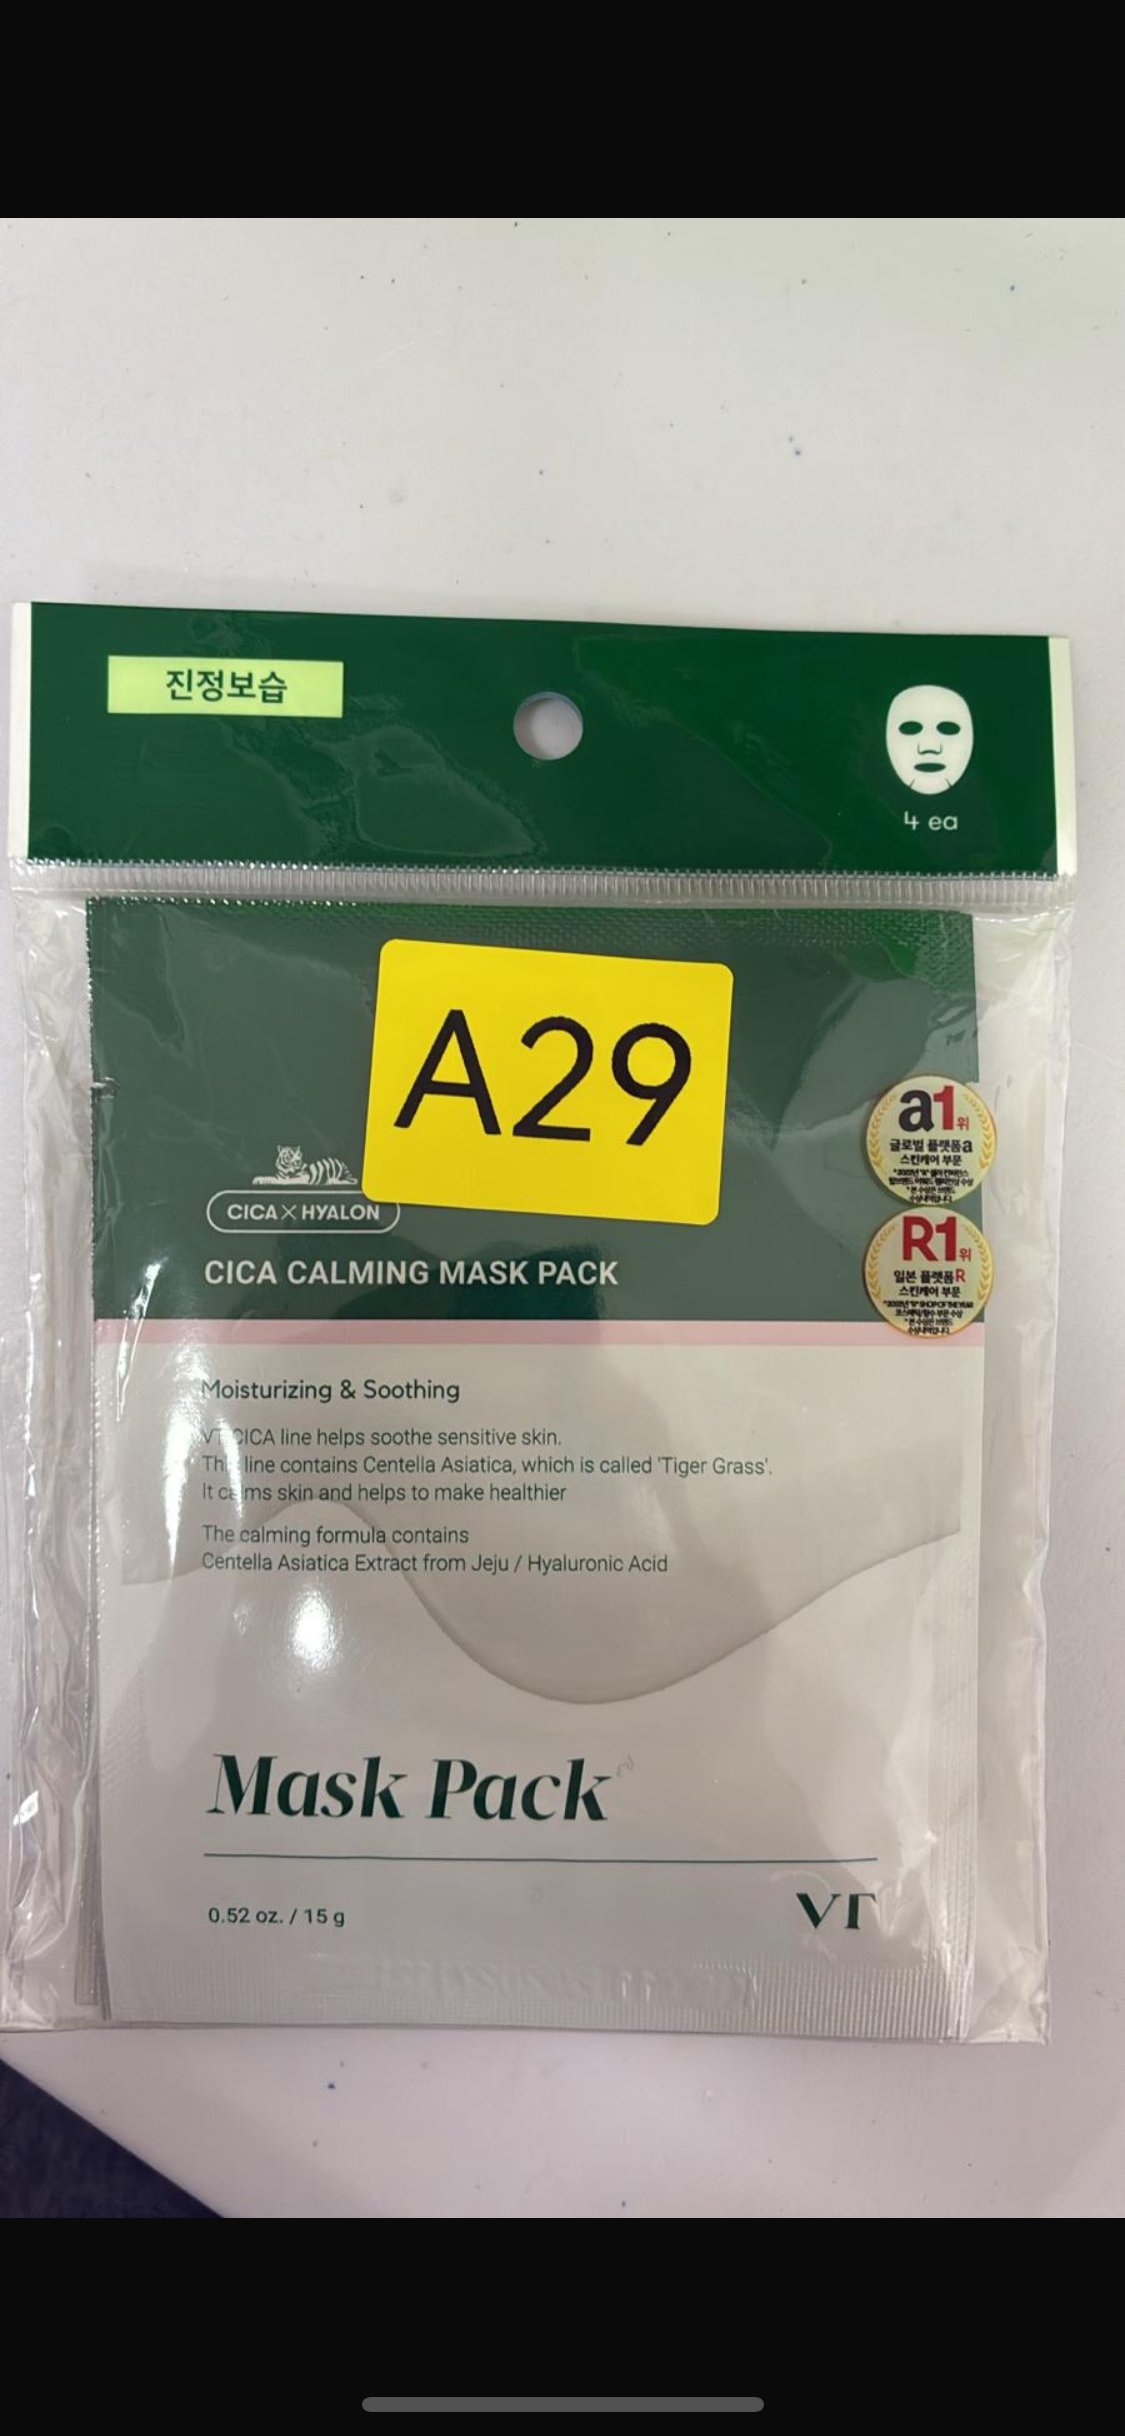 진정보습
4 ea
A29
CICA X HYALON
CICA CALMING MASK PACK
a1위
글로벌 플랫폼a
스킨케어 부문
R1위
일본 플랫폼R
스킨케어 부문
Moisturizing & Soothing
VT CICA line helps soothe sensitive skin.
This line contains Centella Asiatica, which is called 'Tiger Grass'.
It calms skin and helps to make healthier
The calming formula contains
Centella Asiatica Extract from Jeju / Hyaluronic Acid
Mask Pack
0.52 oz. / 15 g
VT